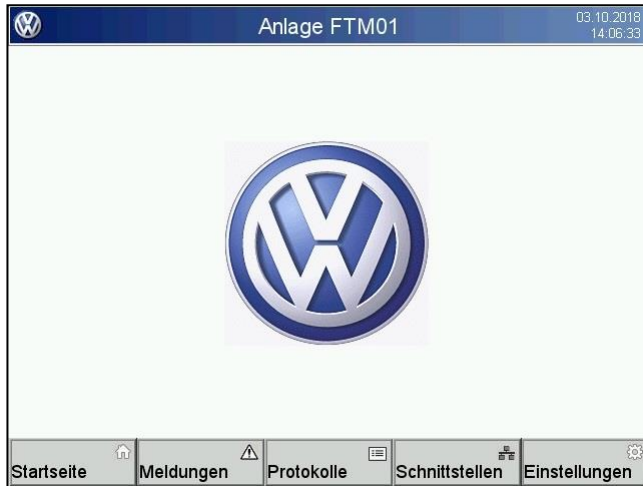 Anlage FTM01
03.10.2018
14:06:33
Startseite
Meldungen
Protokolle
Schnittstellen
Einstellungen